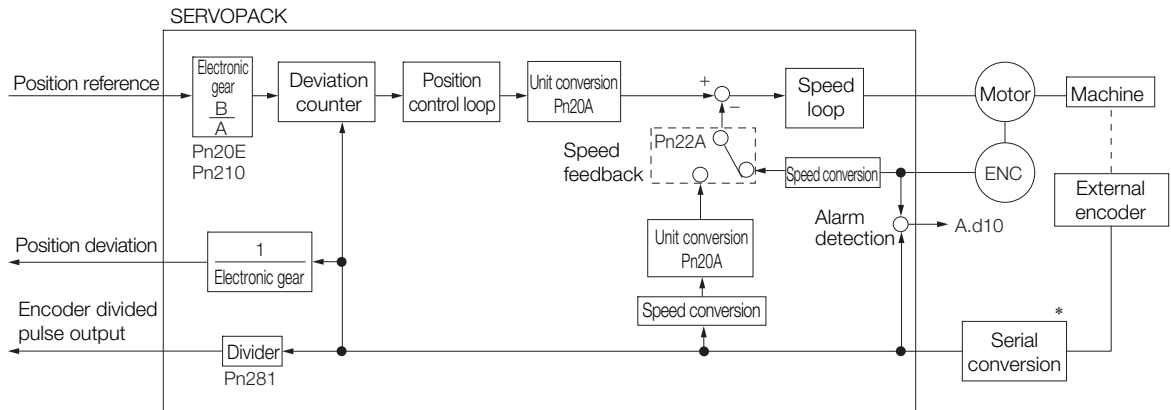 SERVOPACK
Position reference
Electronic
gear
B
A
Pn20E
Pn210
Deviation
counter
Position
control loop
Unit conversion
Pn20A
+
−
Speed
loop
Motor
Machine
Speed
feedback
Pn22A
Speed conversion
ENC
External
encoder
Alarm
detection
A.d10
Position deviation
1
Electronic gear
Unit conversion
Pn20A
Speed conversion
Encoder divided
pulse output
Divider
Pn281
*
Serial
conversion